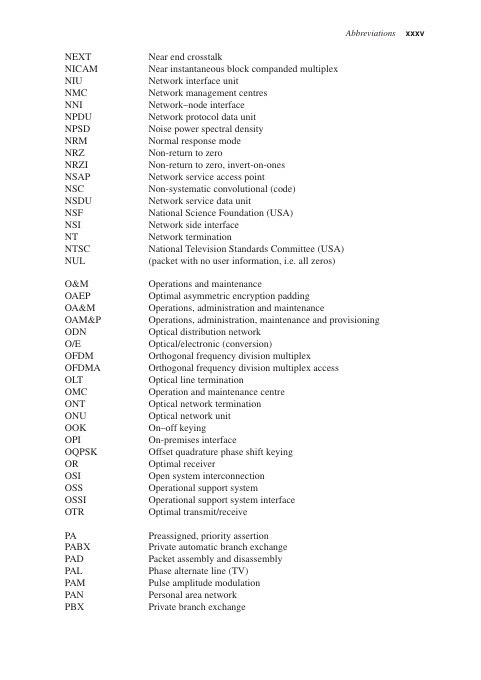 Abbreviations xxxv
NEXT Near end crosstalk
NICAM Near instantaneous block companded multiplex
NIU Network interface unit
NMC Network management centres
NNI Network–node interface
NPDU Network protocol data unit
NPSD Noise power spectral density
NRM Normal response mode
NRZ Non-return to zero
NRZI Non-return to zero, invert-on-ones
NSAP Network service access point
NSC Non-systematic convolutional (code)
NSDU Network service data unit
NSF National Science Foundation (USA)
NSI Network side interface
NT Network termination
NTSC National Television Standards Committee (USA)
NUL (packet with no user information, i.e. all zeros)
O&M Operations and maintenance
OAEP Optimal asymmetric encryption padding
OA&M Operations, administration and maintenance
OAM&P Operations, administration, maintenance and provisioning
ODN Optical distribution network
O/E Optical/electronic (conversion)
OFDM Orthogonal frequency division multiplex
OFDMA Orthogonal frequency division multiplex access
OLT Optical line termination
OMC Operation and maintenance centre
ONT Optical network termination
ONU Optical network unit
OOK On–off keying
OPI On-premises interface
OQPSK Offset quadrature phase shift keying
OR Optimal receiver
OSI Open system interconnection
OSS Operational support system
OSSI Operational support system interface
OTR Optimal transmit/receive
PA Preassigned, priority assertion
PABX Private automatic branch exchange
PAD Packet assembly and disassembly
PAL Phase alternate line (TV)
PAM Pulse amplitude modulation
PAN Personal area network
PBX Private branch exchange